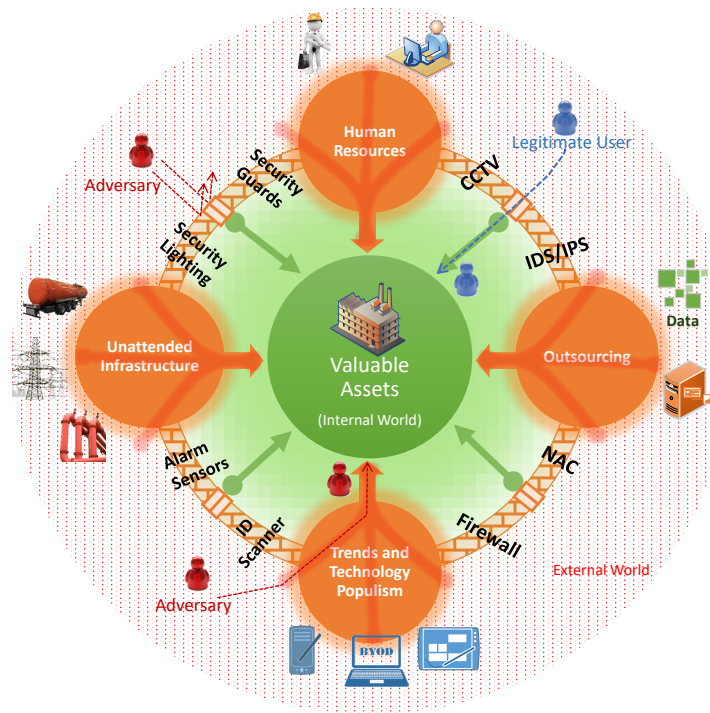 Human
Resources
Legitimate User
Adversary
Security
Guards
CCTV
Security
Lighting
IDS/IPS
Data
Unattended
Infrastructure
Valuable
Assets
(Internal World)
Outsourcing
Alarm
Sensors
NAC
ID
Scanner
Firewall
Trends and
Technology
Populism
External World
Adversary
BYOD